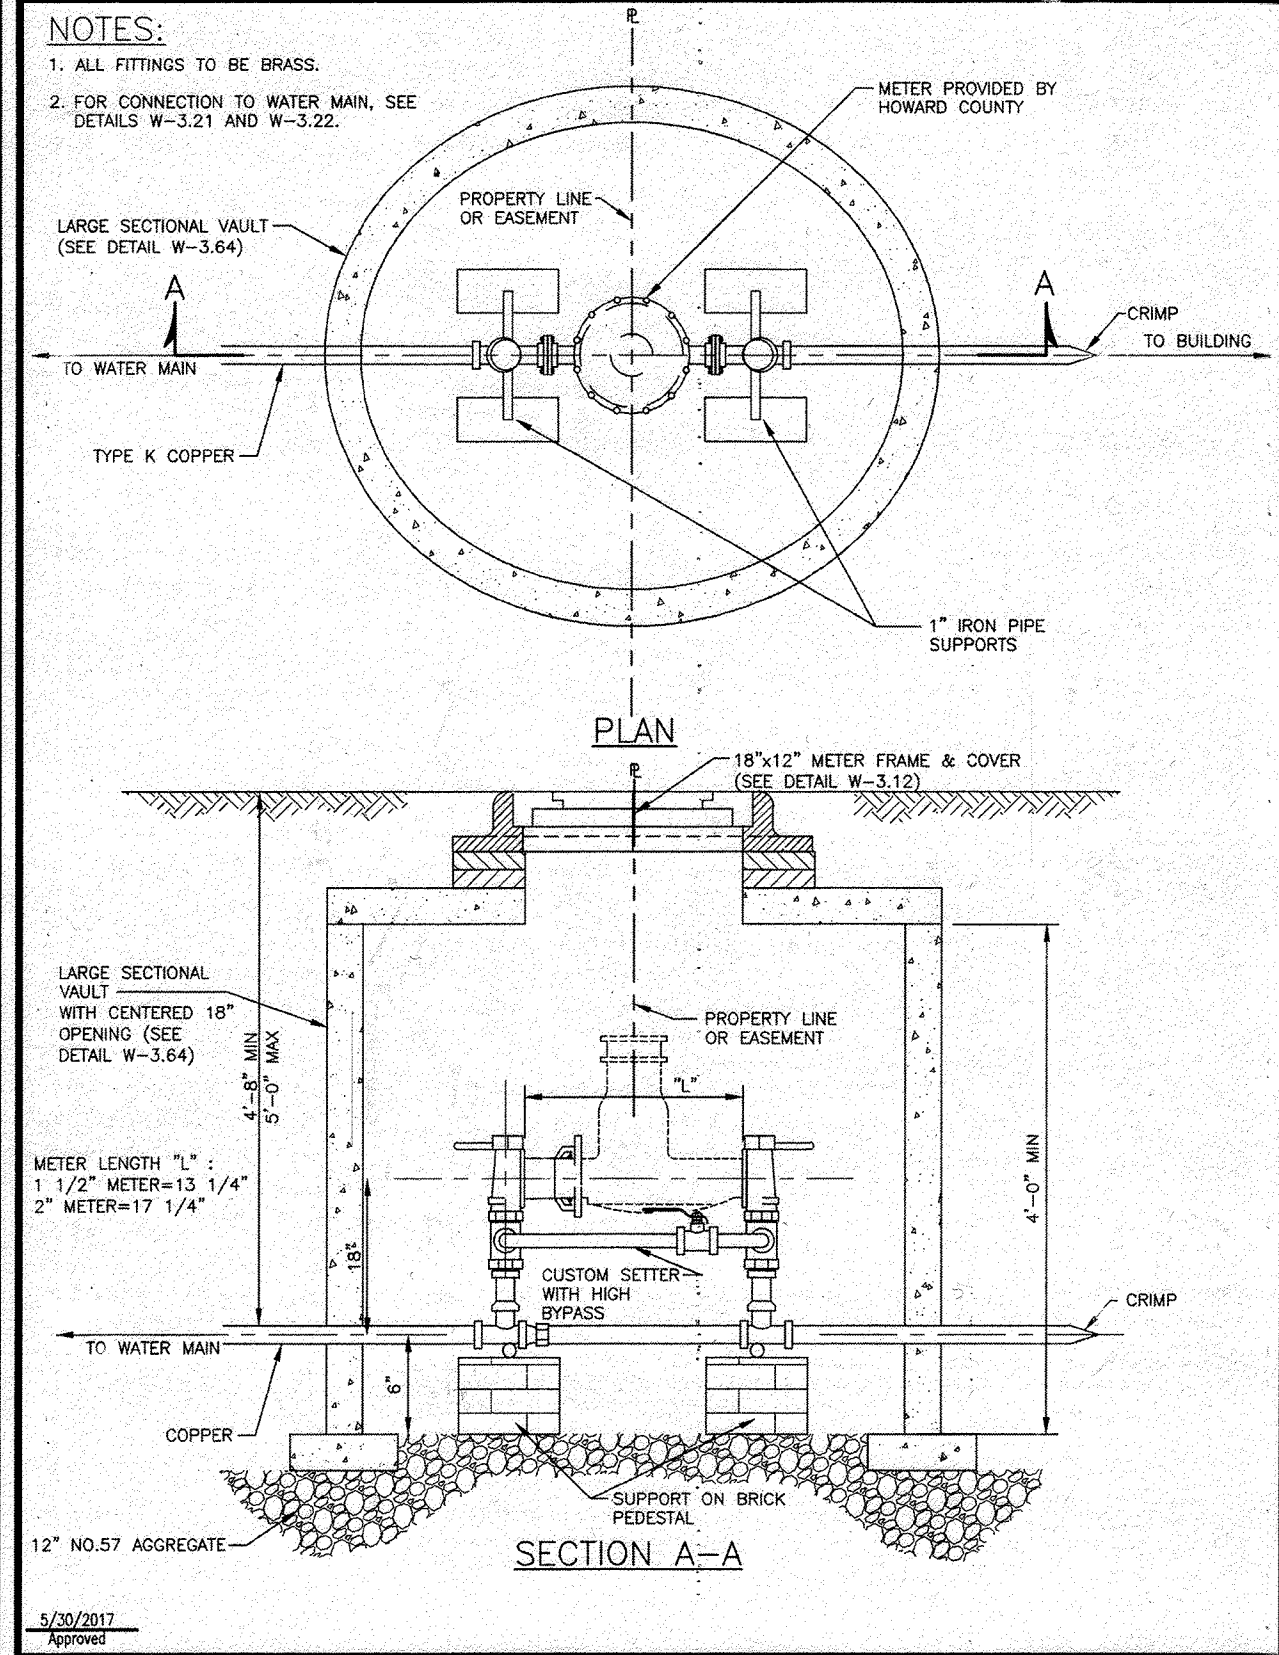 NOTES:
1. ALL FITTINGS TO BE BRASS.
2. FOR CONNECTION TO WATER MAIN, SEE
DETAILS W-3.21 AND W-3.22.
PL
METER PROVIDED BY
HOWARD COUNTY
PROPERTY LINE
OR EASEMENT
LARGE SECTIONAL VAULT
(SEE DETAIL W-3.64)
A
A
CRIMP
TO BUILDING
TO WATER MAIN
TYPE K COPPER
1" IRON PIPE
SUPPORTS
PLAN
PL
18"x12" METER FRAME & COVER
(SEE DETAIL W-3.12)
LARGE SECTIONAL
VAULT
WITH CENTERED 18"
OPENING (SEE
DETAIL W-3.64)
4'-8" MIN
5'-0" MAX
PROPERTY LINE
OR EASEMENT
"L"
METER LENGTH "L" :
1 1/2" METER=13 1/4"
2" METER=17 1/4"
4'-0" MIN
18"
CUSTOM SETTER
WITH HIGH
BYPASS
CRIMP
TO WATER MAIN
6"
COPPER
SUPPORT ON BRICK
PEDESTAL
12" NO.57 AGGREGATE
SECTION A-A
5/30/2017
Approved